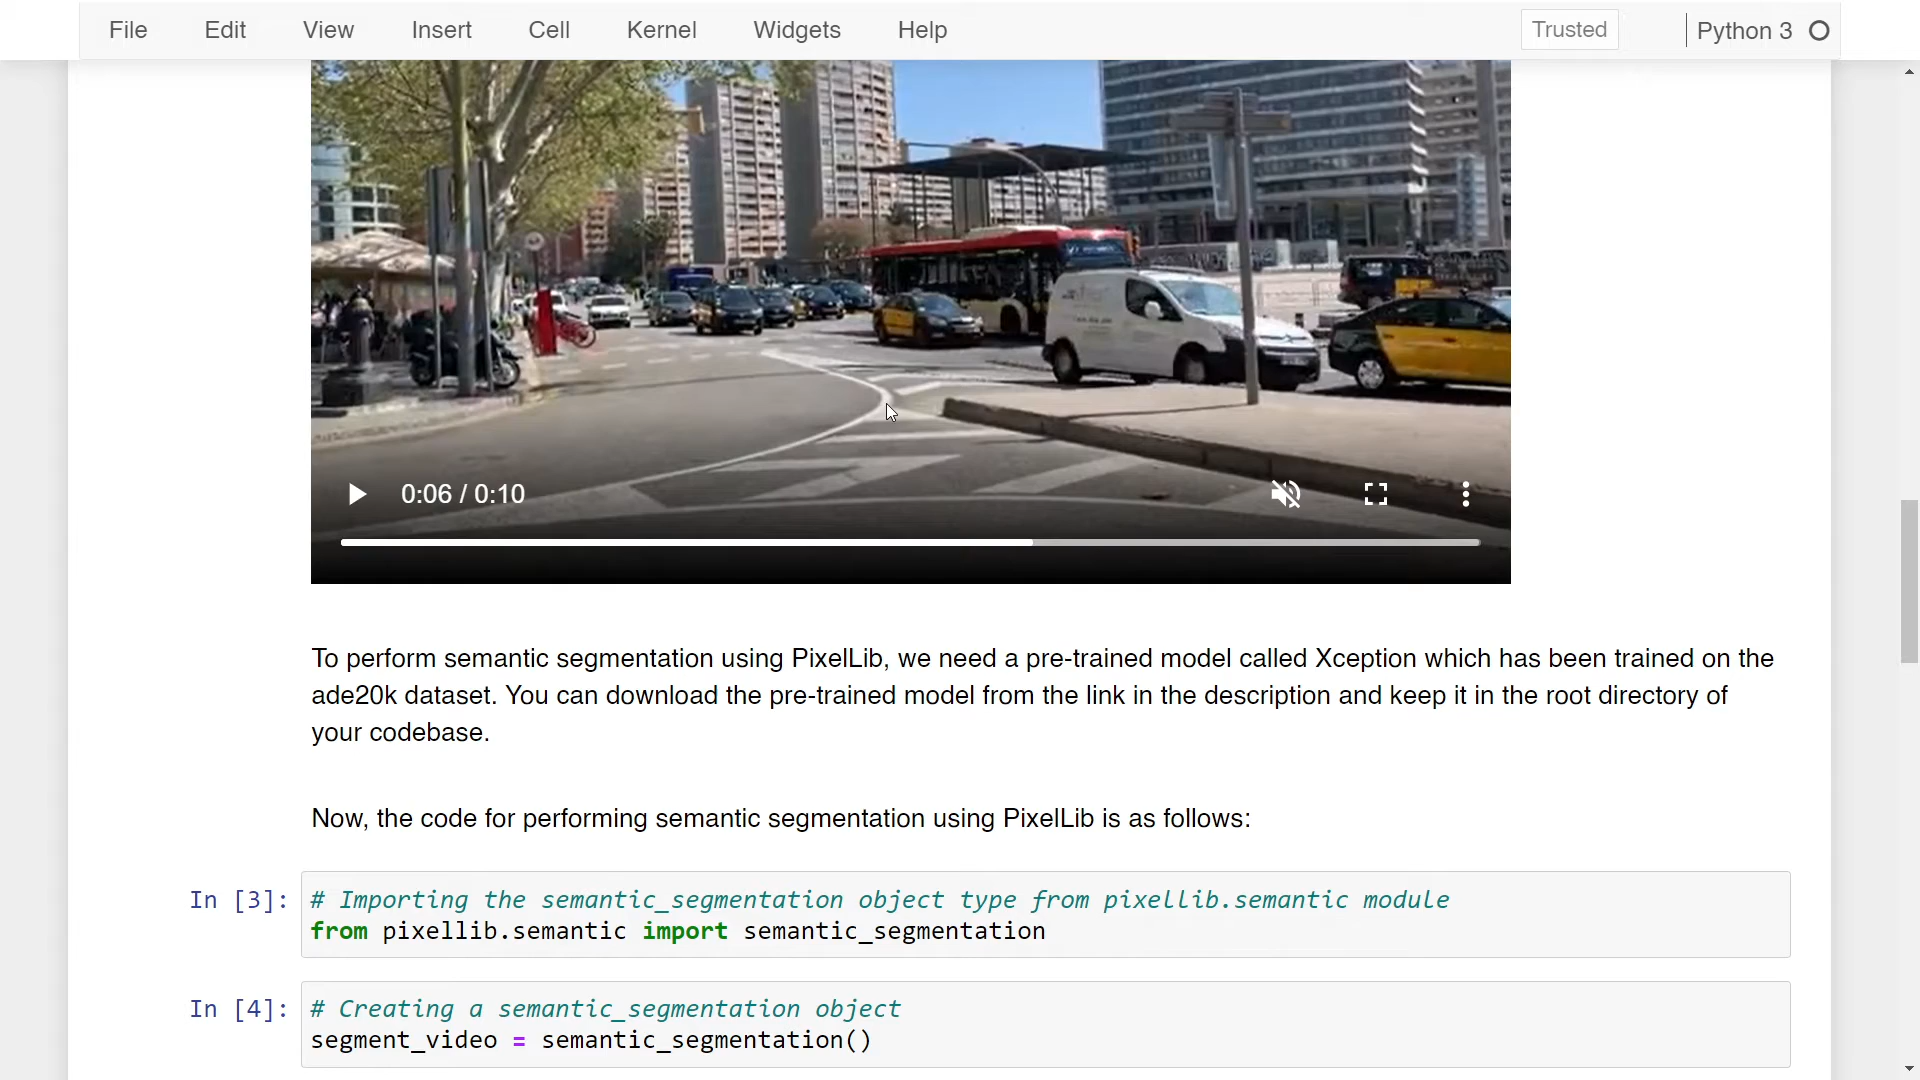 File Edit View Insert Cell Kernel Widgets Help Trusted Python 3
0:06 / 0:10
To perform semantic segmentation using PixelLib, we need a pre-trained model called Xception which has been trained on the
ade20k dataset. You can download the pre-trained model from the link in the description and keep it in the root directory of
your codebase.
Now, the code for performing semantic segmentation using PixelLib is as follows:
In [3]: # Importing the semantic_segmentation object type from pixellib.semantic module
from pixellib.semantic import semantic_segmentation
In [4]: # Creating a semantic_segmentation object
segment_video = semantic_segmentation()